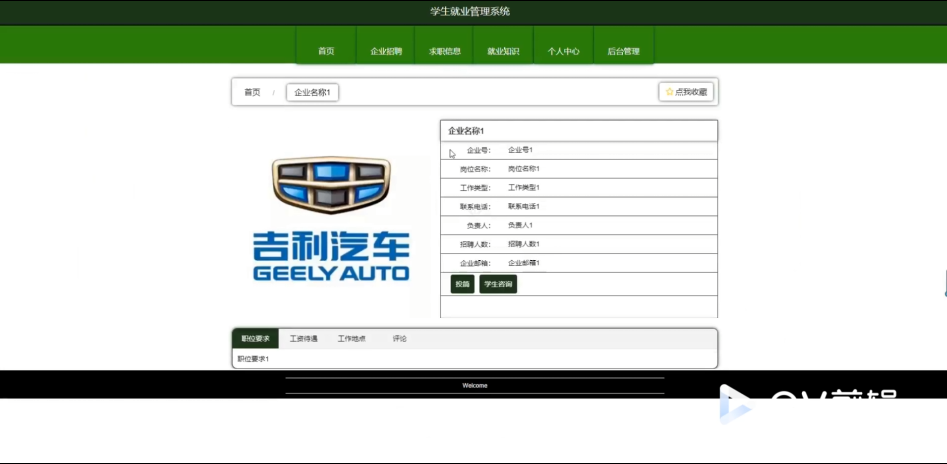 学生就业管理系统
首页 企业招聘 求职信息 就业知识 个人中心 后台管理
首页 / 企业名称1 点我收藏
企业名称1
企业号： 企业号1
岗位名称： 岗位名称1
工作类型： 工作类型1
联系电话： 联系电话1
负责人： 负责人1
招聘人数： 招聘人数1
企业邮箱： 企业邮箱1
投简 学生咨询
吉利汽车
GEELY AUTO
职位要求 工资待遇 工作地点 评论
职位要求1
Welcome